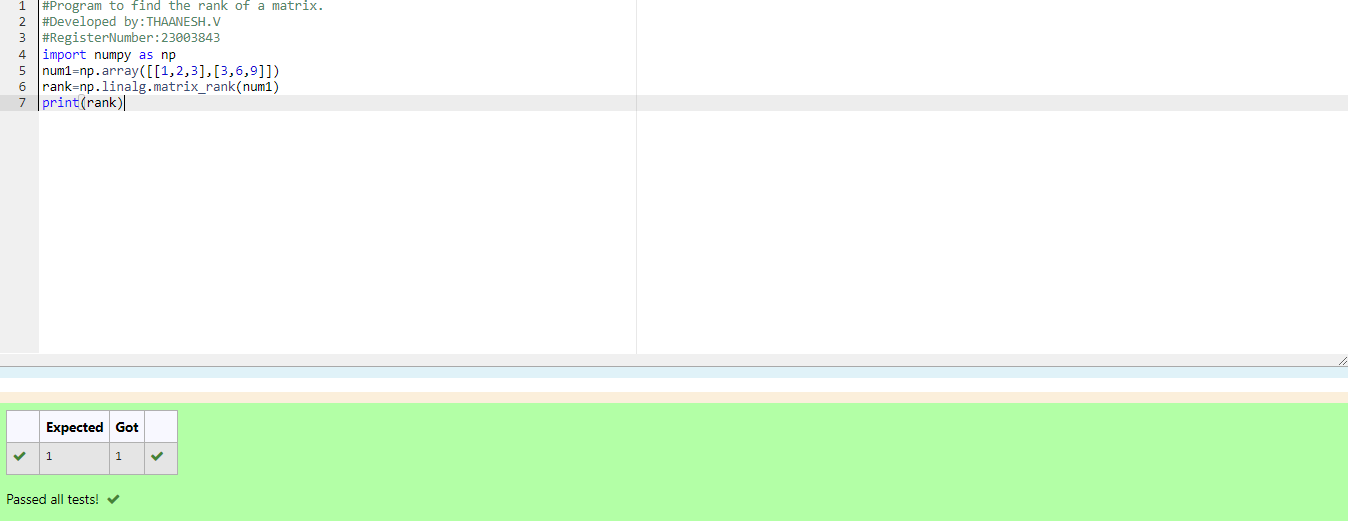 1 #Program to find the rank of a matrix.
2 #Developed by:THAANESH.V
3 #RegisterNumber:23003843
4 import numpy as np
5 num1=np.array([[1,2,3],[3,6,9]])
6 rank=np.linalg.matrix_rank(num1)
7 print(rank)
Expected Got
1 1
Passed all tests!